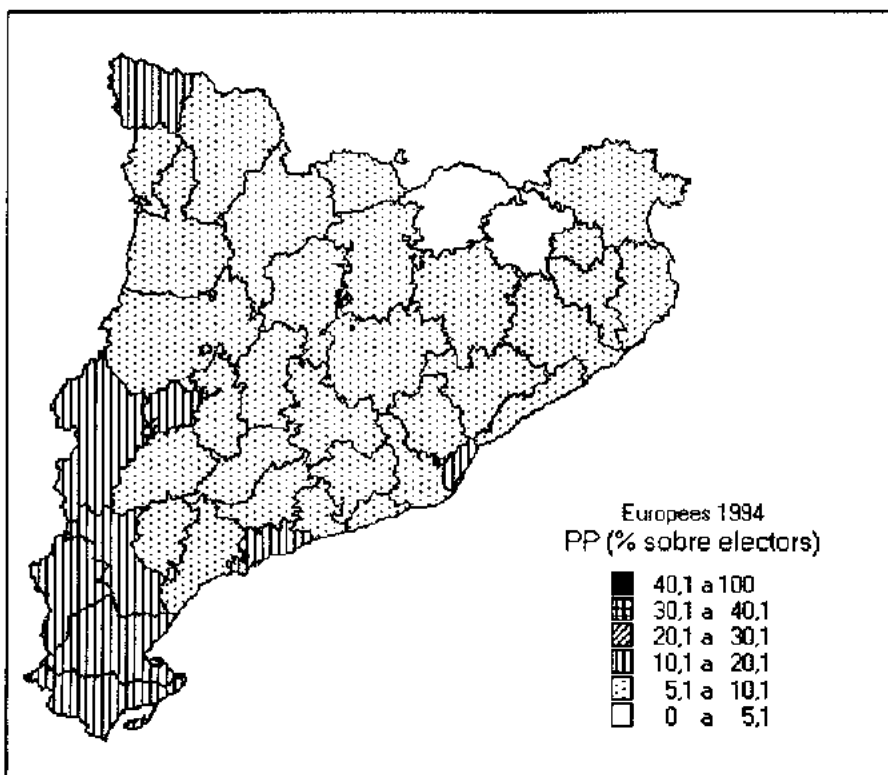 Europees 1994
PP (% sobre electors)
40,1 a 100
30,1 a 40,1
20,1 a 30,1
10,1 a 20,1
5,1 a 10,1
0 a 5,1